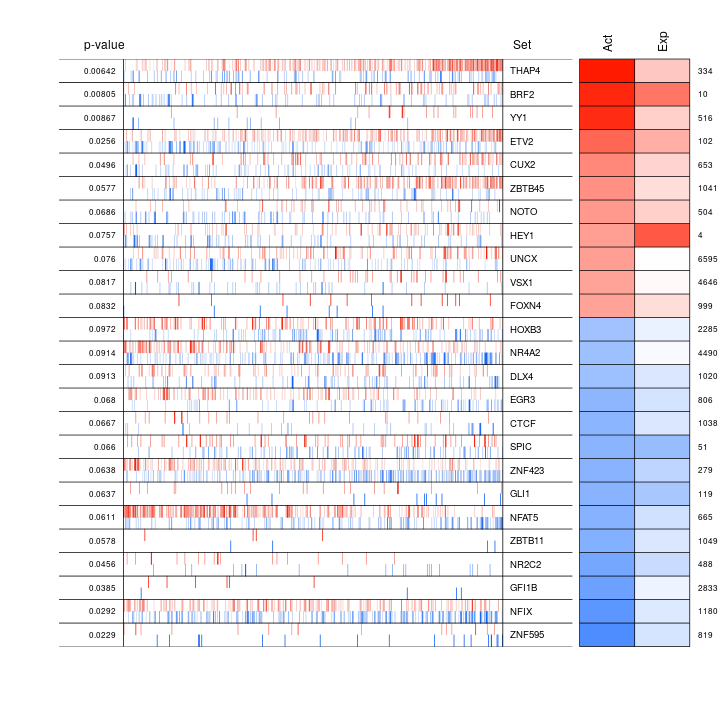 p-value Set Act Exp
0.00642 THAP4 334
0.00805 BRF2 10
0.00867 YY1 516
0.0256 ETV2 102
0.0496 CUX2 653
0.0577 ZBTB45 1041
0.0686 NOTO 504
0.0757 HEY1 4
0.076 UNCX 6595
0.0817 VSX1 4646
0.0832 FOXN4 999
0.0972 HOXB3 2285
0.0914 NR4A2 4490
0.0913 DLX4 1020
0.068 EGR3 806
0.0667 CTCF 1038
0.066 SPIC 51
0.0638 ZNF423 279
0.0637 GLI1 119
0.0611 NFAT5 665
0.0578 ZBTB11 1049
0.0456 NR2C2 488
0.0385 GFI1B 2833
0.0292 NFIX 1180
0.0229 ZNF595 819